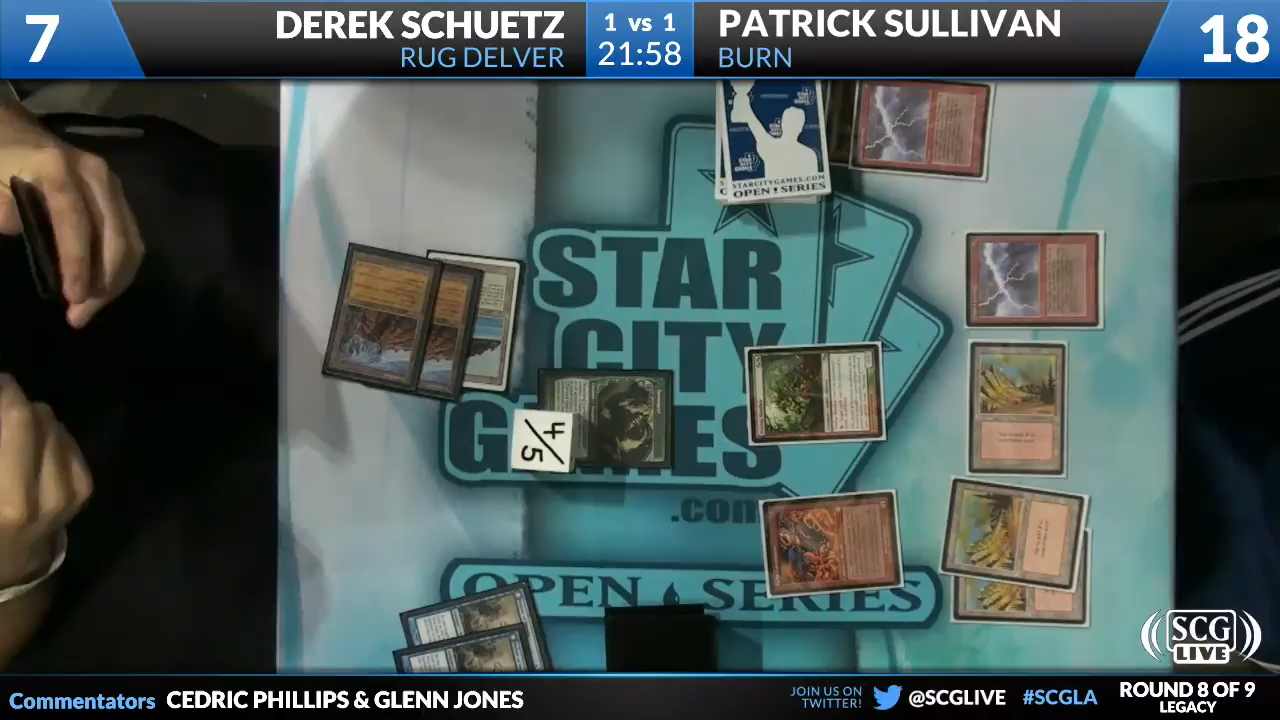 7
DEREK SCHUETZ
RUG DELVER
1 vs 1
21:58
PATRICK SULLIVAN
BURN
18
STARCITYGAMES.COM
OPEN SERIES
STAR
CITY
GAMES
.com
4/5
OPEN SERIES
SCG
LIVE
Commentators CEDRIC PHILLIPS & GLENN JONES
JOIN US ON
TWITTER!
@SCGLIVE
#SCGLA
ROUND 8 OF 9
LEGACY